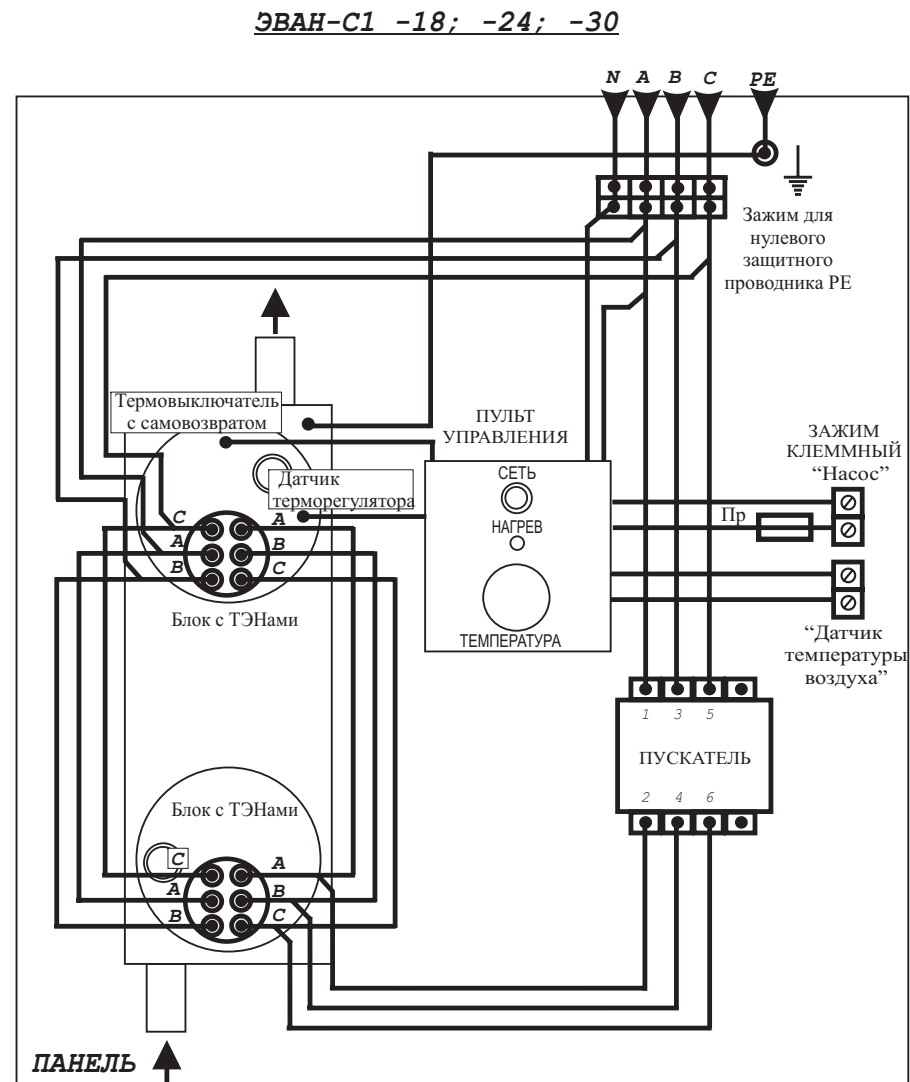 ЭВАН-С1 -18; -24; -30
N A B C PE
Зажим для
нулевого
защитного
проводника PE
Термовыключатель
с самовозвратом
ПУЛЬТ
УПРАВЛЕНИЯ
ЗАЖИМ
КЛЕММНЫЙ
“Насос”
СЕТЬ
Датчик
терморегулятора
Пр
НАГРЕВ
C A
A B
B C
Блок с ТЭНами
ТЕМПЕРАТУРА
“Датчик
температуры
воздуха”
1 3 5
ПУСКАТЕЛЬ
2 4 6
Блок с ТЭНами
C A
A B
B C
ПАНЕЛЬ